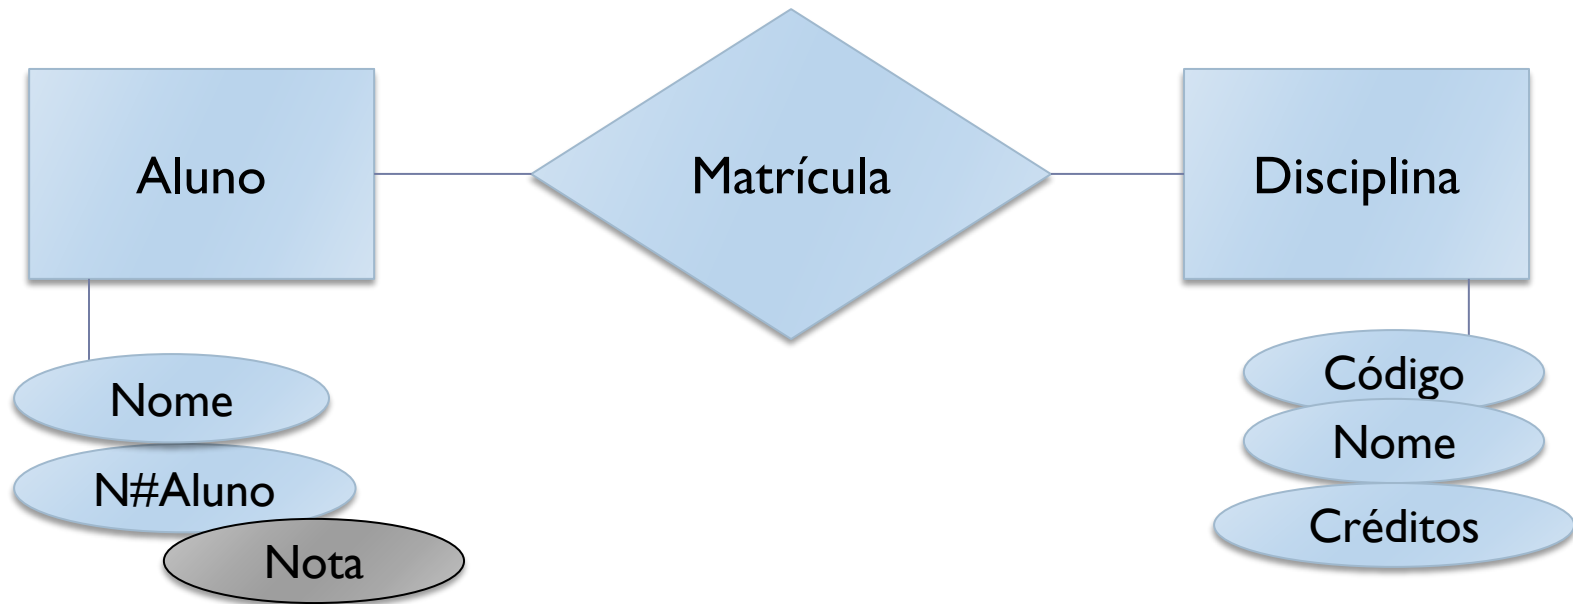 Aluno
Matrícula
Disciplina
Nome
N#Aluno
Nota
Código
Nome
Créditos